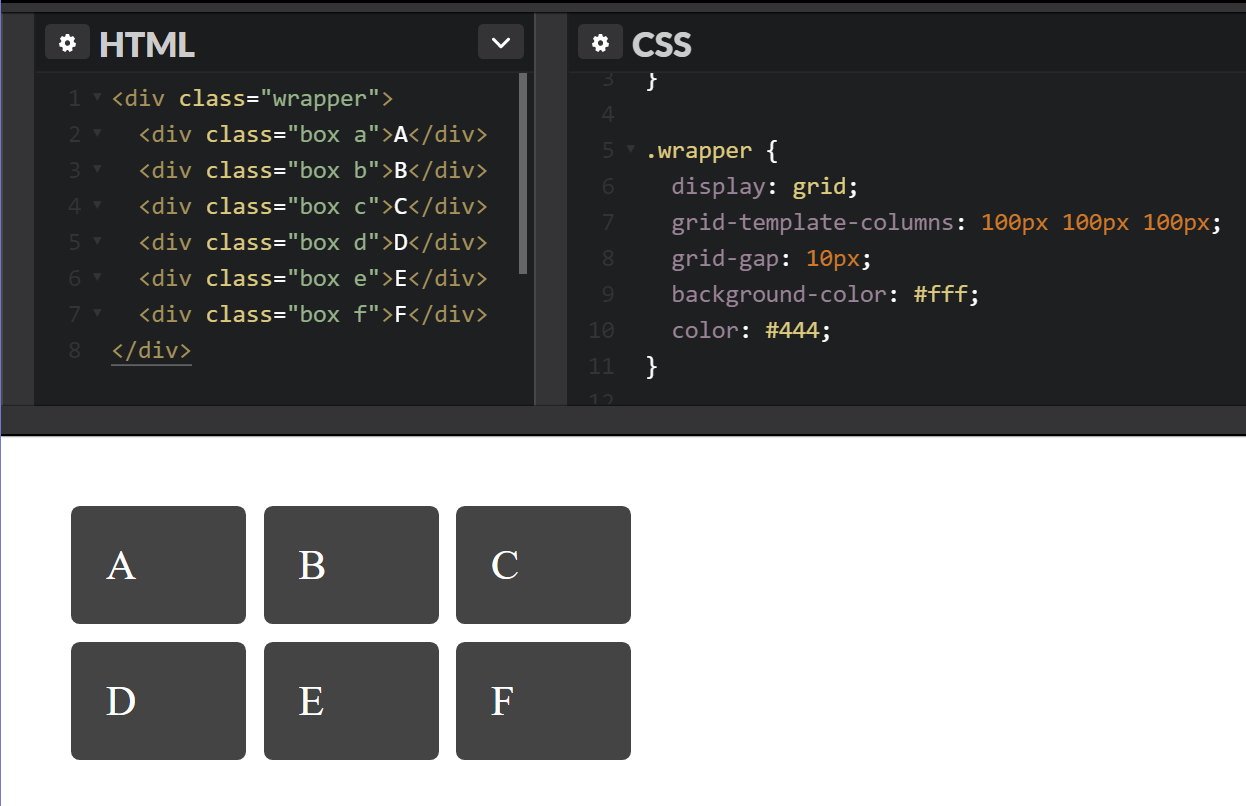 HTML
1 <div class="wrapper">
2   <div class="box a">A</div>
3   <div class="box b">B</div>
4   <div class="box c">C</div>
5   <div class="box d">D</div>
6   <div class="box e">E</div>
7   <div class="box f">F</div>
8 </div>
CSS
3 }
4
5 .wrapper {
6   display: grid;
7   grid-template-columns: 100px 100px 100px;
8   grid-gap: 10px;
9   background-color: #fff;
10   color: #444;
11 }
12
A B C
D E F